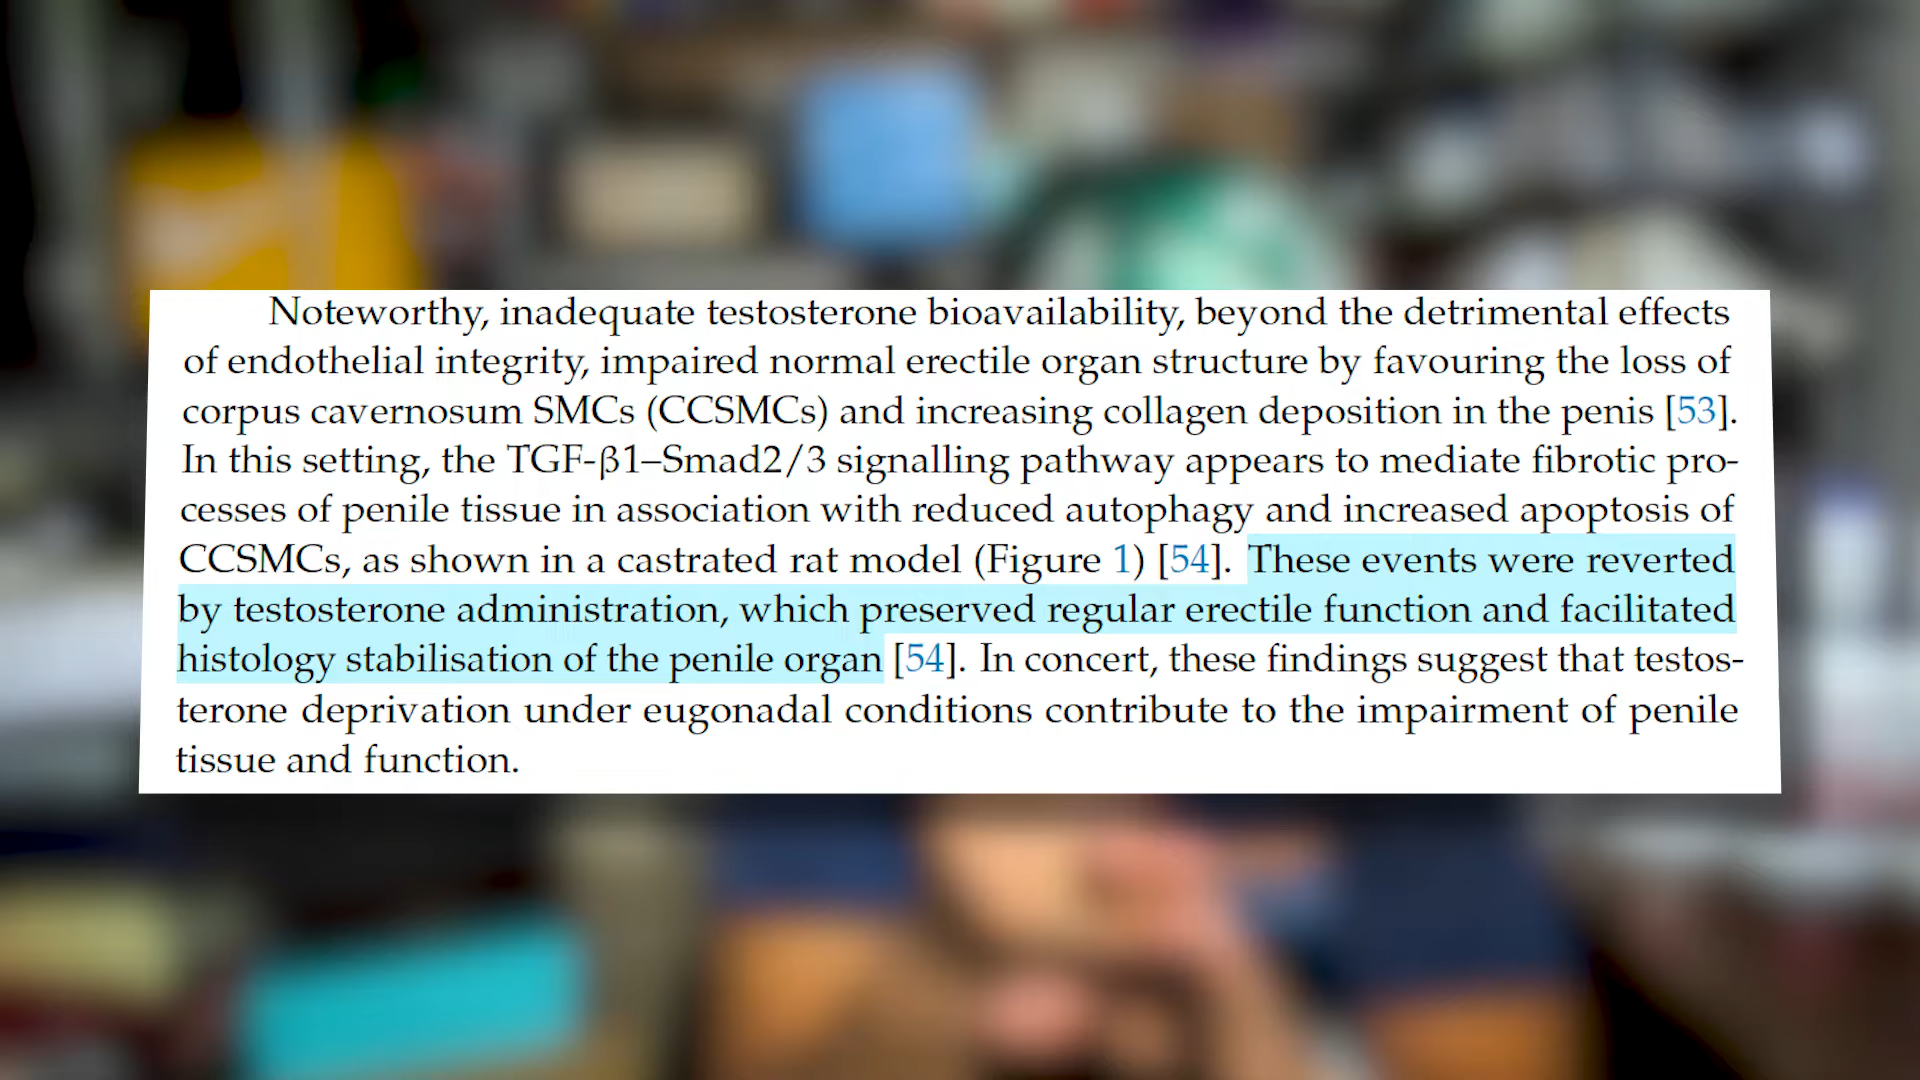 Noteworthy, inadequate testosterone bioavailability, beyond the detrimental effects
of endothelial integrity, impaired normal erectile organ structure by favouring the loss of
corpus cavernosum SMCs (CCSMCs) and increasing collagen deposition in the penis [53].
In this setting, the TGF-β1–Smad2/3 signalling pathway appears to mediate fibrotic pro-
cesses of penile tissue in association with reduced autophagy and increased apoptosis of
CCSMCs, as shown in a castrated rat model (Figure 1) [54]. These events were reverted
by testosterone administration, which preserved regular erectile function and facilitated
histology stabilisation of the penile organ [54]. In concert, these findings suggest that testos-
terone deprivation under eugonadal conditions contribute to the impairment of penile
tissue and function.